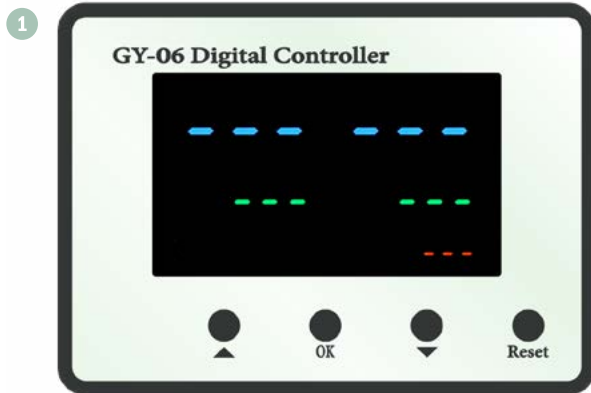 1
GY-06 Digital Controller
--- ---
--- ---
---
▲ OK ▼ Reset